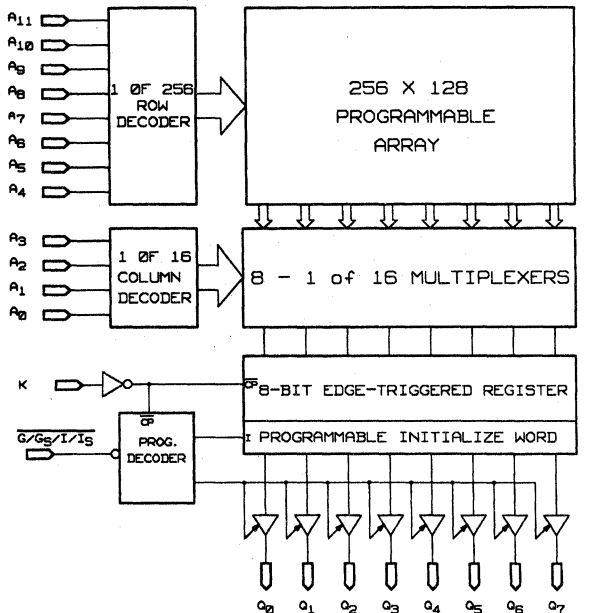 A11
A10
A9
A8
A7
A6
A5
A4
1 0F 256
ROW
DECODER
256 X 128
PROGRAMMABLE
ARRAY
A3
A2
A1
A0
1 0F 16
COLUMN
DECODER
8 - 1 of 16 MULTIPLEXERS
K
CP
8-BIT EDGE-TRIGGERED REGISTER
CP
G/GS/I/IS
PROG.
DECODER
I PROGRAMMABLE INITIALIZE WORD
Q0 Q1 Q2 Q3 Q4 Q5 Q6 Q7